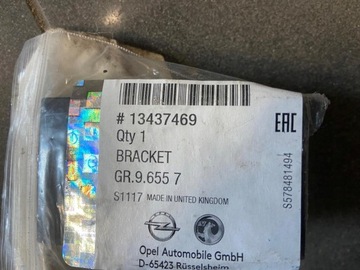 # 13437469
Qty 1
BRACKET
GR.9.655 7
S1117 MADE IN UNITED KINGDOM
Opel Automobile GmbH
D-65423 Rüsselsheim
EAC
S578481494